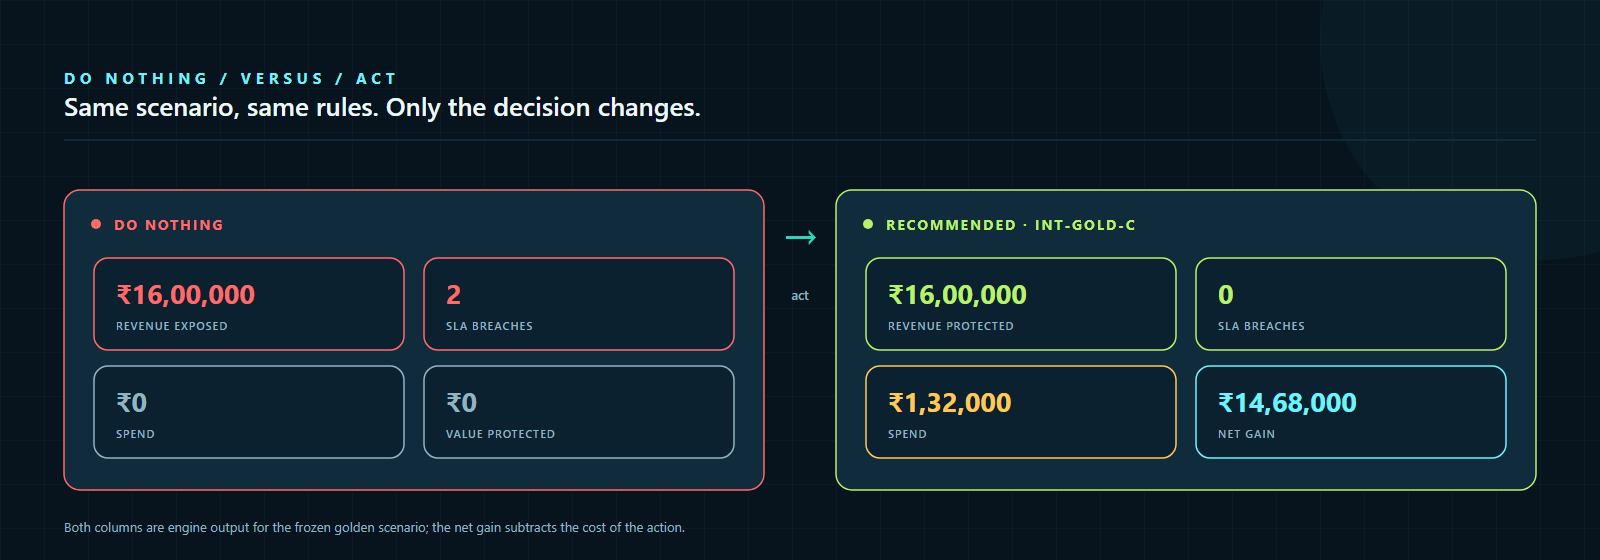 DO NOTHING / VERSUS / ACT
Same scenario, same rules. Only the decision changes.
DO NOTHING
₹16,00,000
REVENUE EXPOSED
2
SLA BREACHES
₹0
SPEND
₹0
VALUE PROTECTED
→
act
RECOMMENDED · INT-GOLD-C
₹16,00,000
REVENUE PROTECTED
0
SLA BREACHES
₹1,32,000
SPEND
₹14,68,000
NET GAIN
Both columns are engine output for the frozen golden scenario; the net gain subtracts the cost of the action.